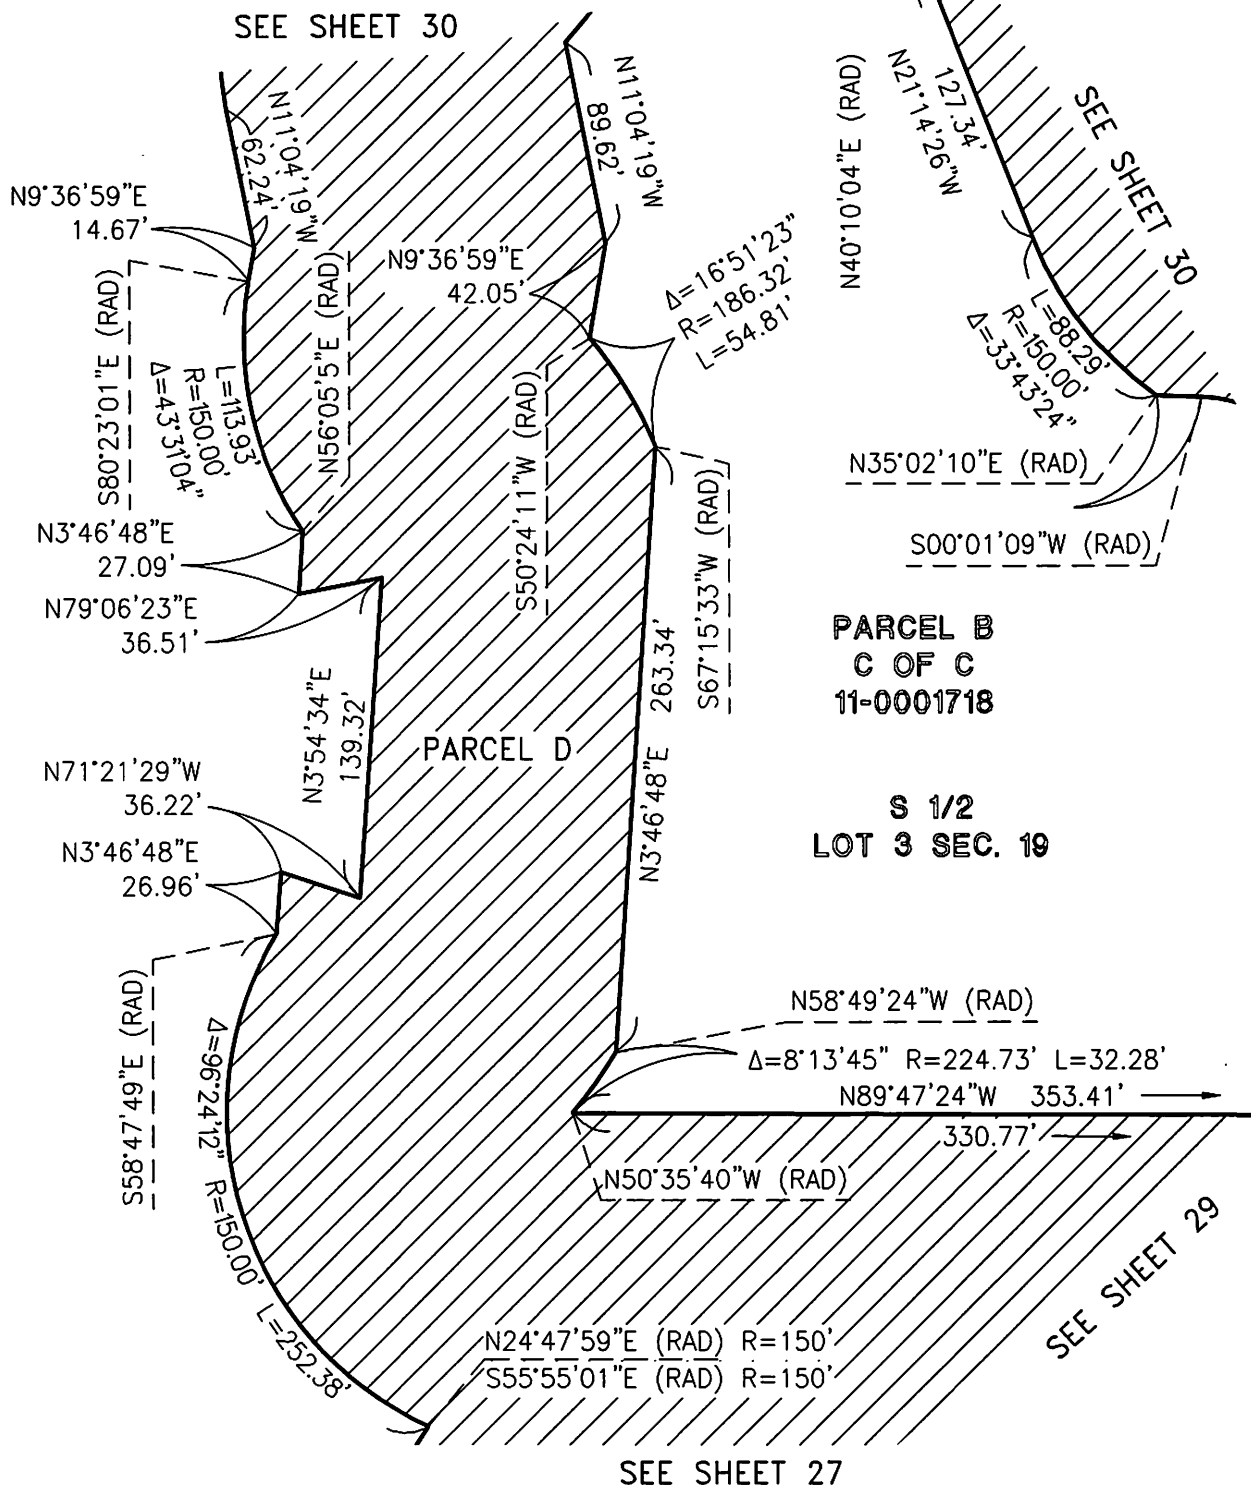 SEE SHEET 30
N11°04'19"W
62.24'
N11°04'19"W
89.62'
N40°10'04"E (RAD)
127.34'
N21°14'26"W
SEE SHEET 30
N9°36'59"E
14.67'
N9°36'59"E
42.05'
Δ=16°51'23"
R=186.32'
L=54.81'
S80°23'01"E (RAD)
L=113.93'
R=150.00'
Δ=43°31'04"
N56°05'5"E (RAD)
L=88.29'
R=150.00'
Δ=33°43'24"
S50°24'11"W (RAD)
S67°15'33"W (RAD)
N35°02'10"E (RAD)
S00°01'09"W (RAD)
N3°46'48"E
27.09'
N79°06'23"E
36.51'
PARCEL B
C OF C
11-0001718
N3°54'34"E
139.32'
PARCEL D
N3°46'48"E 263.34'
N71°21'29"W
36.22'
N3°46'48"E
26.96'
S 1/2
LOT 3 SEC. 19
S58°47'49"E (RAD)
Δ=96°24'12" R=150.00' L=252.38'
N58°49'24"W (RAD)
Δ=8°13'45" R=224.73' L=32.28'
N89°47'24"W 353.41'
330.77'
N50°35'40"W (RAD)
SEE SHEET 29
N24°47'59"E (RAD) R=150'
S55°55'01"E (RAD) R=150'
SEE SHEET 27